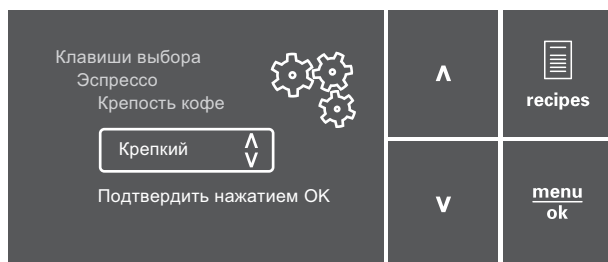 Клавиши выбора
Эспрессо
Крепость кофе
Крепкий
Подтвердить нажатием OK
recipes
menu
ok